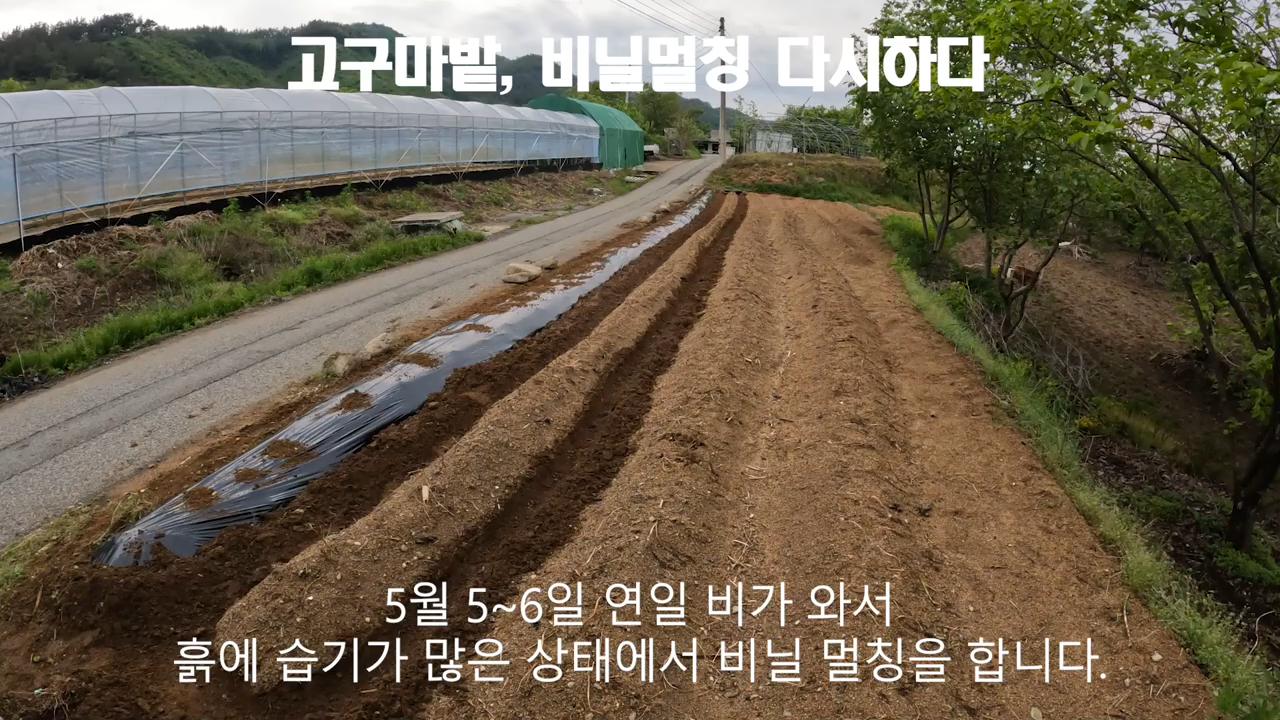 고구마밭, 비닐멀칭 다시하다
5월 5~6일 연일 비가 와서
흙에 습기가 많은 상태에서 비닐 멀칭을 합니다.